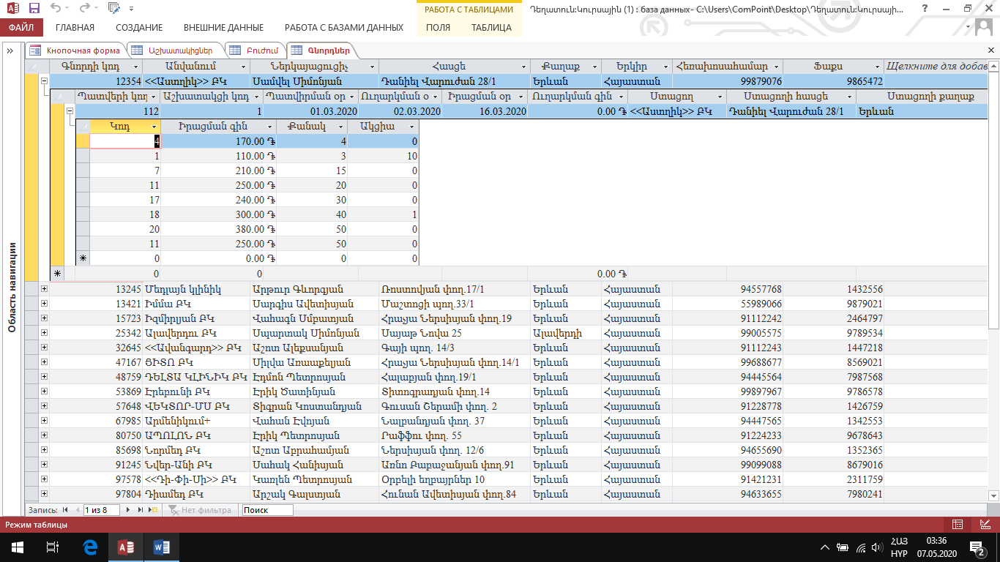 РАБОТА С ТАБЛИЦАМИ Դեղատուն:Կուրսային (1) : база данных- C:\Users\ComPoint\Desktop\Դեղատուն:Կուրսայի...
ФАЙЛ ГЛАВНАЯ СОЗДАНИЕ ВНЕШНИЕ ДАННЫЕ РАБОТА С БАЗАМИ ДАННЫХ ПОЛЯ ТАБЛИЦА
Кнопочная форма Աշխատակիցներ Բուժում Գնորդներ
Գնորդի կոդ Անվանում Ներկայացուցիչ Հասցե Քաղաք Երկիր Հեռախոսահամար Ֆաքս Щелкните для добав
12354 <<Աստղիկ>> ԲԿ Սամվել Սիմոնյան Դանիել Վարուժան 28/1 Երևան Հայաստան 99879076 9865472
Պատվերի կոդ Աշխատակցի կոդ Պատվիրման օր Ուղարկման օ Իրացման օր Ուղարկման գին Ստացող Ստացողի հասցե Ստացողի քաղաք
112 1 01.03.2020 02.03.2020 16.03.2020 0.00 ֏ <<Աստղիկ>> ԲԿ Դանիել Վարուժան 28/1 Երևան
Կոդ Իրացման գին Քանակ Ակցիա
4 170.00 ֏ 4 0
1 110.00 ֏ 3 10
7 210.00 ֏ 15 0
11 250.00 ֏ 20 0
17 240.00 ֏ 30 0
18 300.00 ֏ 40 1
20 380.00 ֏ 50 0
11 250.00 ֏ 50 0
0 0.00 ֏ 0 0
0 0 0.00 ֏
13245 Մեդլայն կլինիկ Արթուր Գևորգյան Ռոստովյան փող.17/1 Երևան Հայաստան 94557768 1432556
13421 Իմմա ԲԿ Սարգիս Ավետիսյան Մաշտոցի պող.33/1 Երևան Հայաստան 55989066 9879021
15723 Իզմիրլյան ԲԿ Վահագն Սմբատյան Հրաչյա Ներսիսյան փող.19 Երևան Հայաստան 91112242 2464797
25342 Ալավերդու ԲԿ Սպարտակ Սիմոնյան Սայաթ Նովա 25 Ալավերդի Հայաստան 99005575 9789534
32645 <<Ավանգարդ>> ԲԿ Աշոտ Ալեքսանյան Գայի պող. 14/3 Երևան Հայաստան 91112243 1447218
47167 ՑԻՏՈ ԲԿ Սիլվա Առաաքելյան Հրաչյա Ներսիսյան փող.14/1 Երևան Հայաստան 99688677 8569021
48759 ԴԵԼՏԱ ԿԼԻՆԻԿ ԲԿ Էդմոն Պետրոսյան Հալաբյան փող.19/1 Երևան Հայաստան 94445564 7987568
53869 Էրեբունի ԲԿ Էրիկ Ծատինյան Տիտոգրադյան փող.14 Երևան Հայաստան 99897967 9786578
57648 ՎԵԿՏՈՐ-ՄՍ ԲԿ Տիգրան Կոստանդյան Գուսան Շերամի փող. 2 Երևան Հայաստան 91228778 1426759
67985 Արմենիկում+ Վահան Էվոյան Նալբանդյան փող. 37 Երևան Հայաստան 94447565 1342553
80750 ԱՊՈԼՈՆ ԲԿ Էրիկ Պետրոսյան Րաֆֆու փող. 55 Երևան Հայաստան 91224233 9678643
85698 Նորմեդ ԲԿ Աշոտ Աբրահամյան Ներսիսյան փող. 12/6 Երևան Հայաստան 94655690 1352365
91245 Նվեր-Անի ԲԿ Սահակ Հանիսյան Առնո Բաբաջանյան փող.91 Երևան Հայաստան 99099088 8679016
97578 <<Դի-Փի-Սի>> ԲԿ Կառլեն Պետրոսյան Օրբելի եղբայրներ 10 Երևան Հայաստան 91421231 2311759
97804 Դիամեդ ԲԿ Արշակ Գալստյան Հունան Ավետիսյան փող.84 Երևան Հայաստան 94633655 7980241
Область навигации
Запись: 1 из 8 Нет фильтра Поиск
Режим таблицы
ՀԱՅ 03:36
HYP 07.05.2020 2